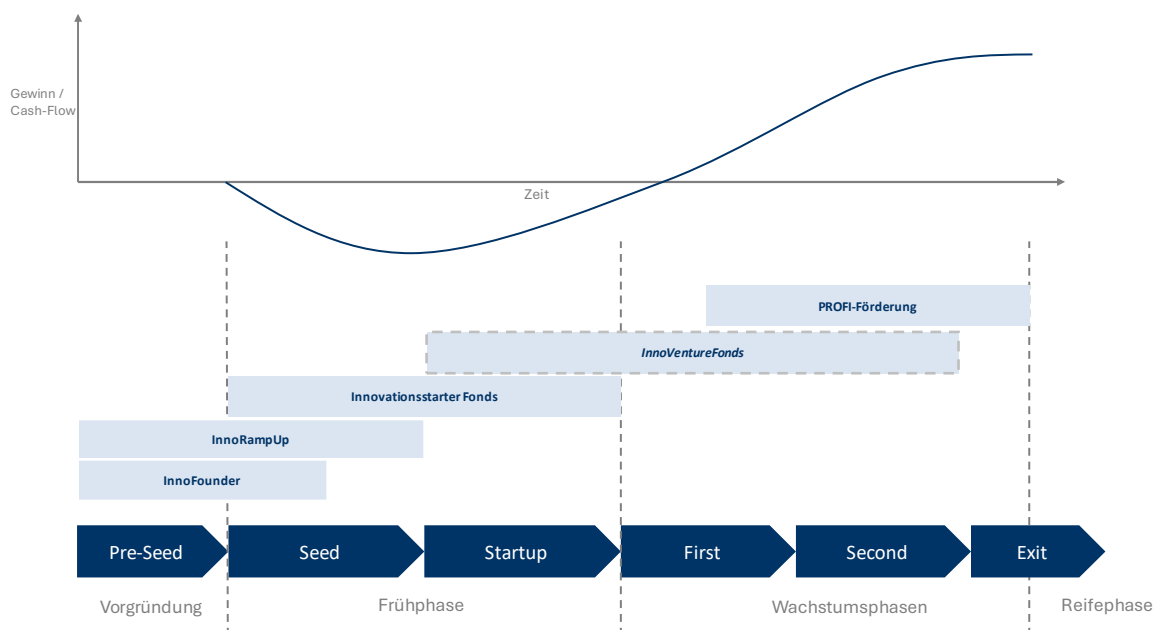 Gewinn /
Cash-Flow
Zeit
PROFI-Förderung
InnoVentureFonds
Innovationsstarter Fonds
InnoRampUp
InnoFounder
Pre-Seed
Seed
Startup
First
Second
Exit
Vorgründung
Frühphase
Wachstumsphasen
Reifephase